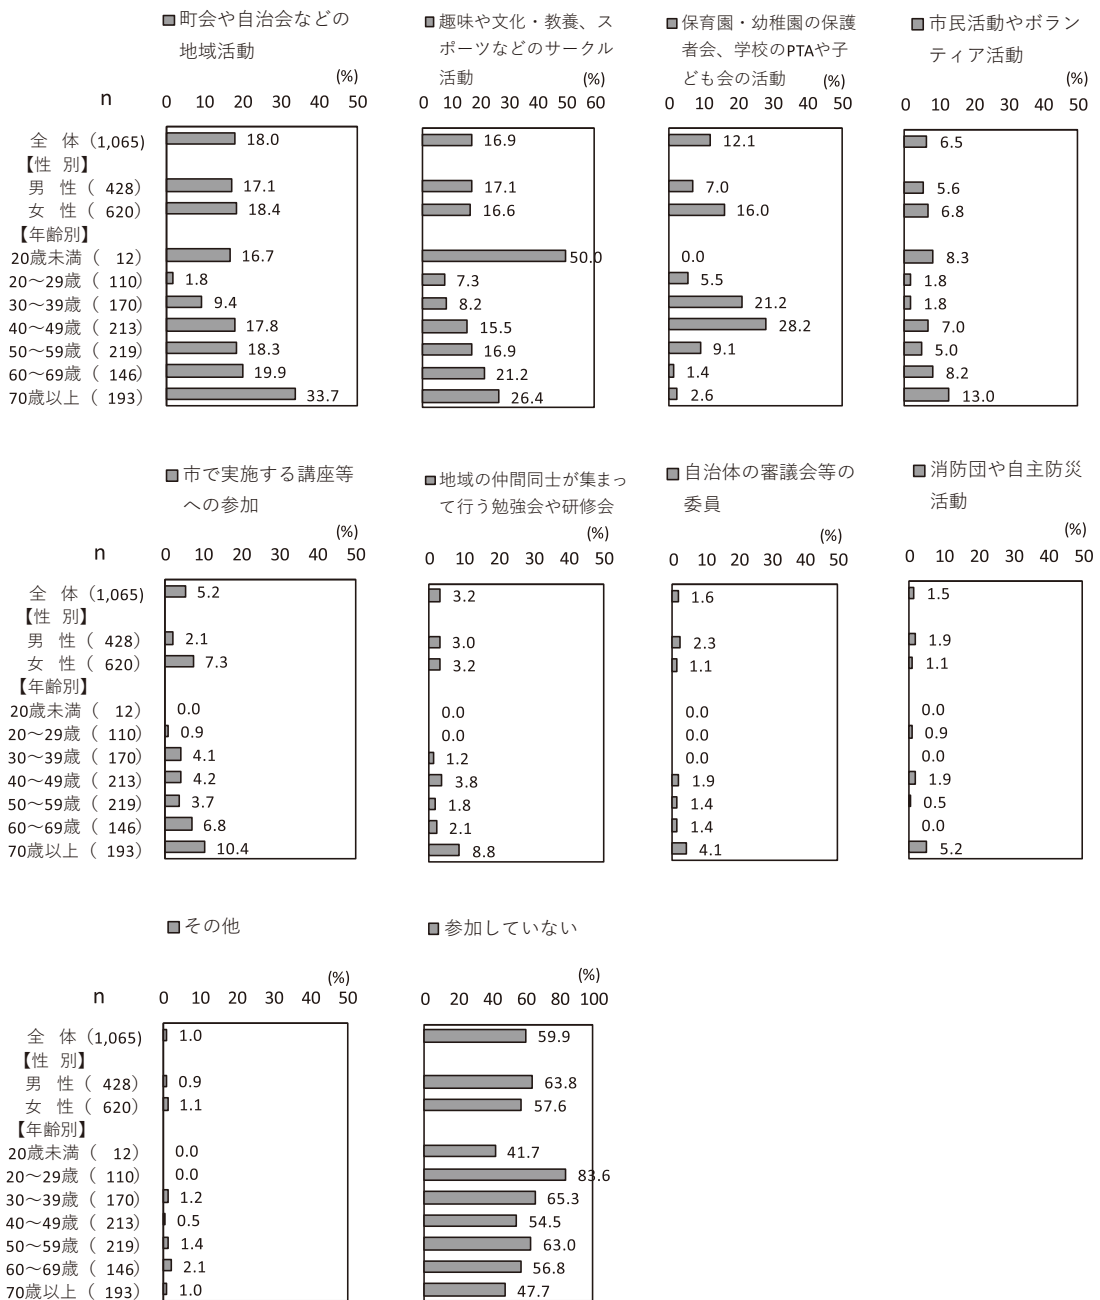 ■町会や自治会などの
地域活動
■趣味や文化・教養、ス
ポーツなどのサークル
活動
■保育園・幼稚園の保護
者会、学校のPTAや子
ども会の活動
■市民活動やボラン
ティア活動
(%) (%) (%)
n 0 10 20 30 40 50 0 10 20 30 40 50 60 0 10 20 30 40 50 0 10 20 30 40 50
全 体 (1,065) 18.0 16.9 12.1 6.5
【性 別】
男 性 ( 428) 17.1 17.1 7.0 5.6
女 性 ( 620) 18.4 16.6 16.0 6.8
【年齢別】
20歳未満 ( 12) 16.7 50.0 0.0 8.3
20～29歳 ( 110) 1.8 7.3 5.5 1.8
30～39歳 ( 170) 9.4 8.2 21.2 1.8
40～49歳 ( 213) 17.8 15.5 28.2 7.0
50～59歳 ( 219) 18.3 16.9 9.1 5.0
60～69歳 ( 146) 19.9 21.2 1.4 8.2
70歳以上 ( 193) 33.7 26.4 2.6 13.0
■市で実施する講座等
への参加
■地域の仲間同士が集まっ
て行う勉強会や研修会
■自治体の審議会等の
委員
■消防団や自主防災
活動
(%) (%) (%) (%)
n 0 10 20 30 40 50 0 10 20 30 40 50 0 10 20 30 40 50 0 10 20 30 40 50
全 体 (1,065) 5.2 3.2 1.6 1.5
【性 別】
男 性 ( 428) 2.1 3.0 2.3 1.9
女 性 ( 620) 7.3 3.2 1.1 1.1
【年齢別】
20歳未満 ( 12) 0.0 0.0 0.0 0.0
20～29歳 ( 110) 0.9 0.0 0.0 0.9
30～39歳 ( 170) 4.1 1.2 0.0 0.0
40～49歳 ( 213) 4.2 3.8 1.9 1.9
50～59歳 ( 219) 3.7 1.8 1.4 0.5
60～69歳 ( 146) 6.8 2.1 1.4 0.0
70歳以上 ( 193) 10.4 8.8 4.1 5.2
■その他 ■参加していない
(%) (%)
n 0 10 20 30 40 50 0 20 40 60 80 100
全 体 (1,065) 1.0 59.9
【性 別】
男 性 ( 428) 0.9 63.8
女 性 ( 620) 1.1 57.6
【年齢別】
20歳未満 ( 12) 0.0 41.7
20～29歳 ( 110) 0.0 83.6
30～39歳 ( 170) 1.2 65.3
40～49歳 ( 213) 0.5 54.5
50～59歳 ( 219) 1.4 63.0
60～69歳 ( 146) 2.1 56.8
70歳以上 ( 193) 1.0 47.7